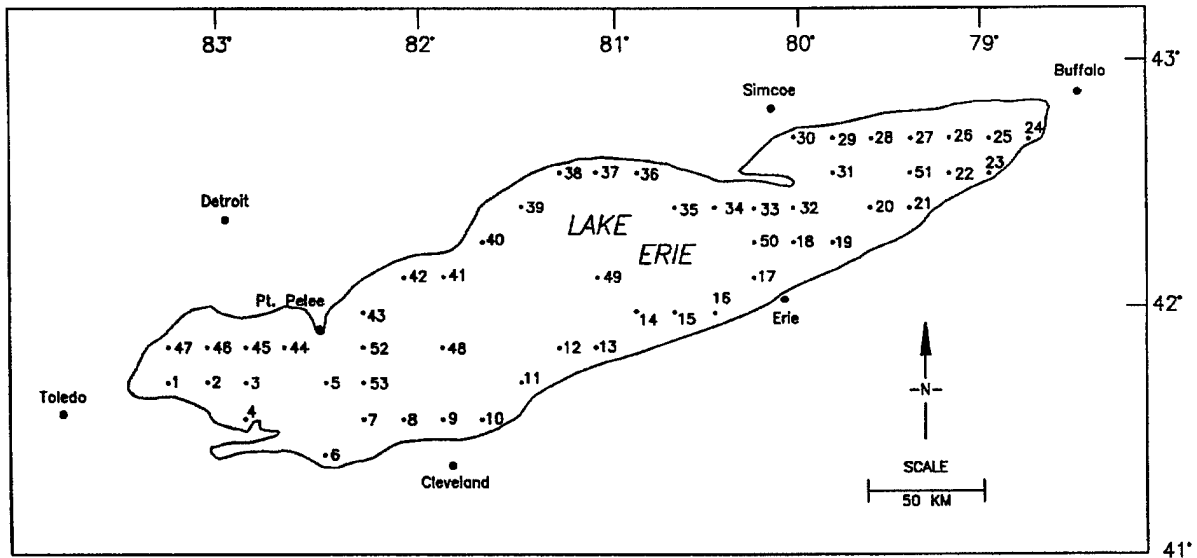 83° 82° 81° 80° 79°
43°
Buffalo
Simcoe
24
30 29 28 27 26 25
23
38 37 36 31 51 22
Detroit
39 35 34 33 32 20 21
LAKE
40 50 18 19
ERIE
42 41 49 17
Pt. Pelee 16 42°
43 14 15 Erie
47 46 45 44 52 48 12 13
1 2 3 5 53 11
-N-
Toledo
4 7 8 9 10
6
SCALE
Cleveland
50 KM
41°